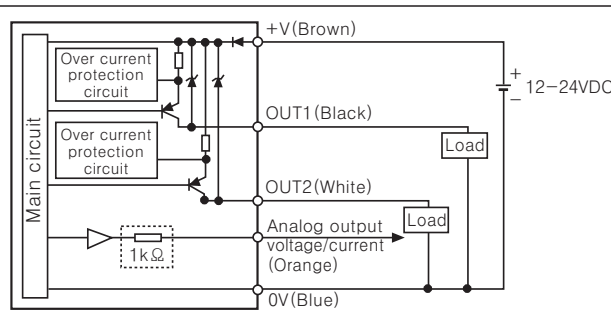 +V(Brown)
Over current
protection
circuit
+
12−24VDC
−
OUT1(Black)
Main circuit
Load
Over current
protection
circuit
OUT2(White)
Load
Analog output
voltage/current
(Orange)
1kΩ
0V(Blue)